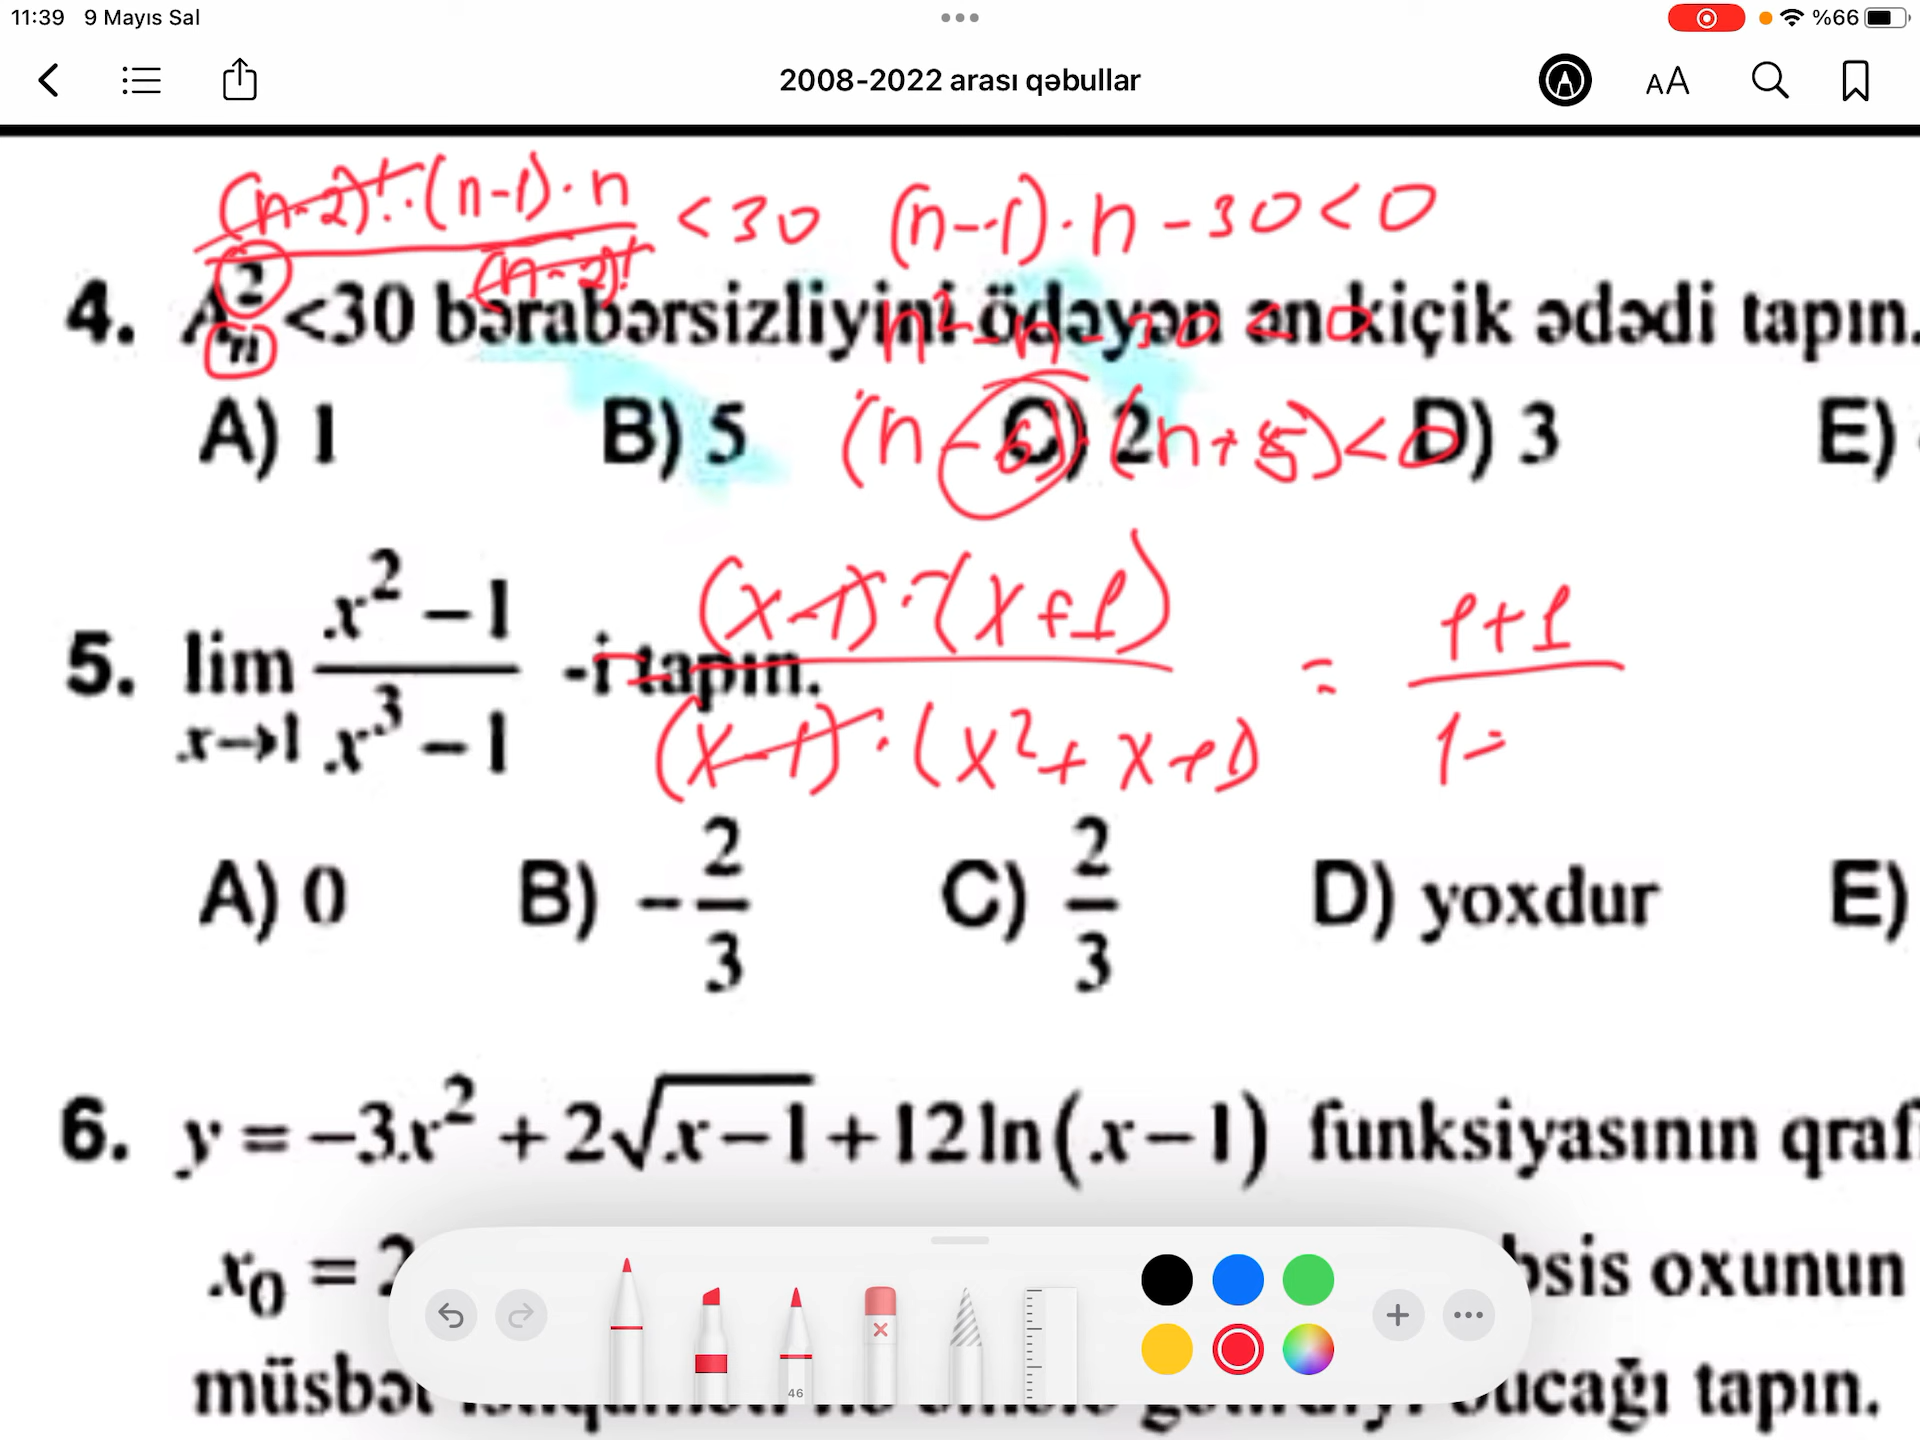 11:39 9 Mayıs Sal %66
2008-2022 arası qəbullar
(n-2)!·(n-1)·n <30 (n-1)·n-30<0
(n-2)!
4. A²ₙ <30 bərabərsizliyini ödəyən ən kiçik ədədi tapın.
n²-n-30<0
A) 1 B) 5 C) 2 D) 3 E)
(n-6)·(n+5)<0
5. lim x→1 x²-1 / x³-1 -i tapın.
= (x-1)·(x+1) / (x-1)·(x²+x+1) = 1+1 / 1=
A) 0 B) -2/3 C) 2/3 D) yoxdur E)
6. y = -3x² + 2√x-1 + 12ln(x-1) funksiyasının qraf
x₀ = 2 bsis oxunun
müsbət bucağı tapın.
46